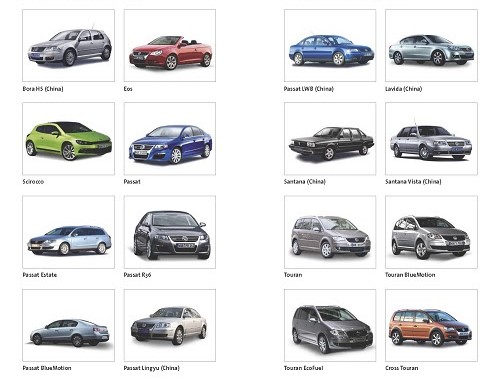 Bora HS (China)
Eos
Passat LWB (China)
Lavida (China)
Scirocco
Passat
Santana (China)
Santana Vista (China)
Passat Estate
Passat R36
Touran
Touran BlueMotion
Passat BlueMotion
Passat Lingyu (China)
Touran EcoFuel
Cross Touran